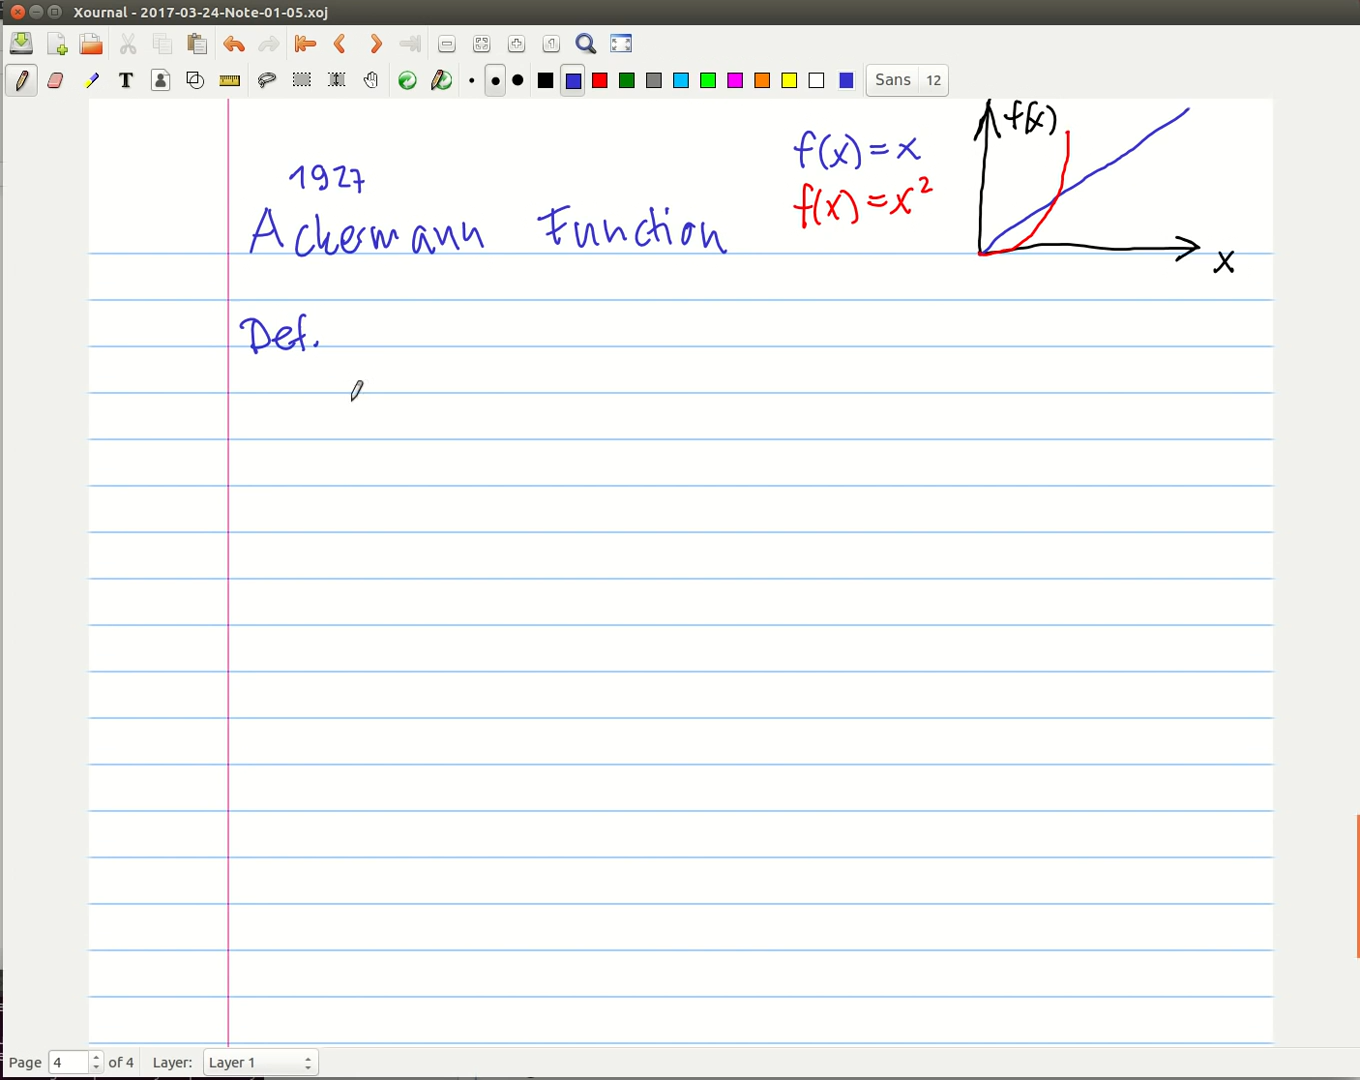 Xournal - 2017-03-24-Note-01-05.xoj
Sans 12
f(x)
f(x) = x
1927
f(x) = x²
Ackermann Function
x
Def.
Page 4 of 4 Layer: Layer 1